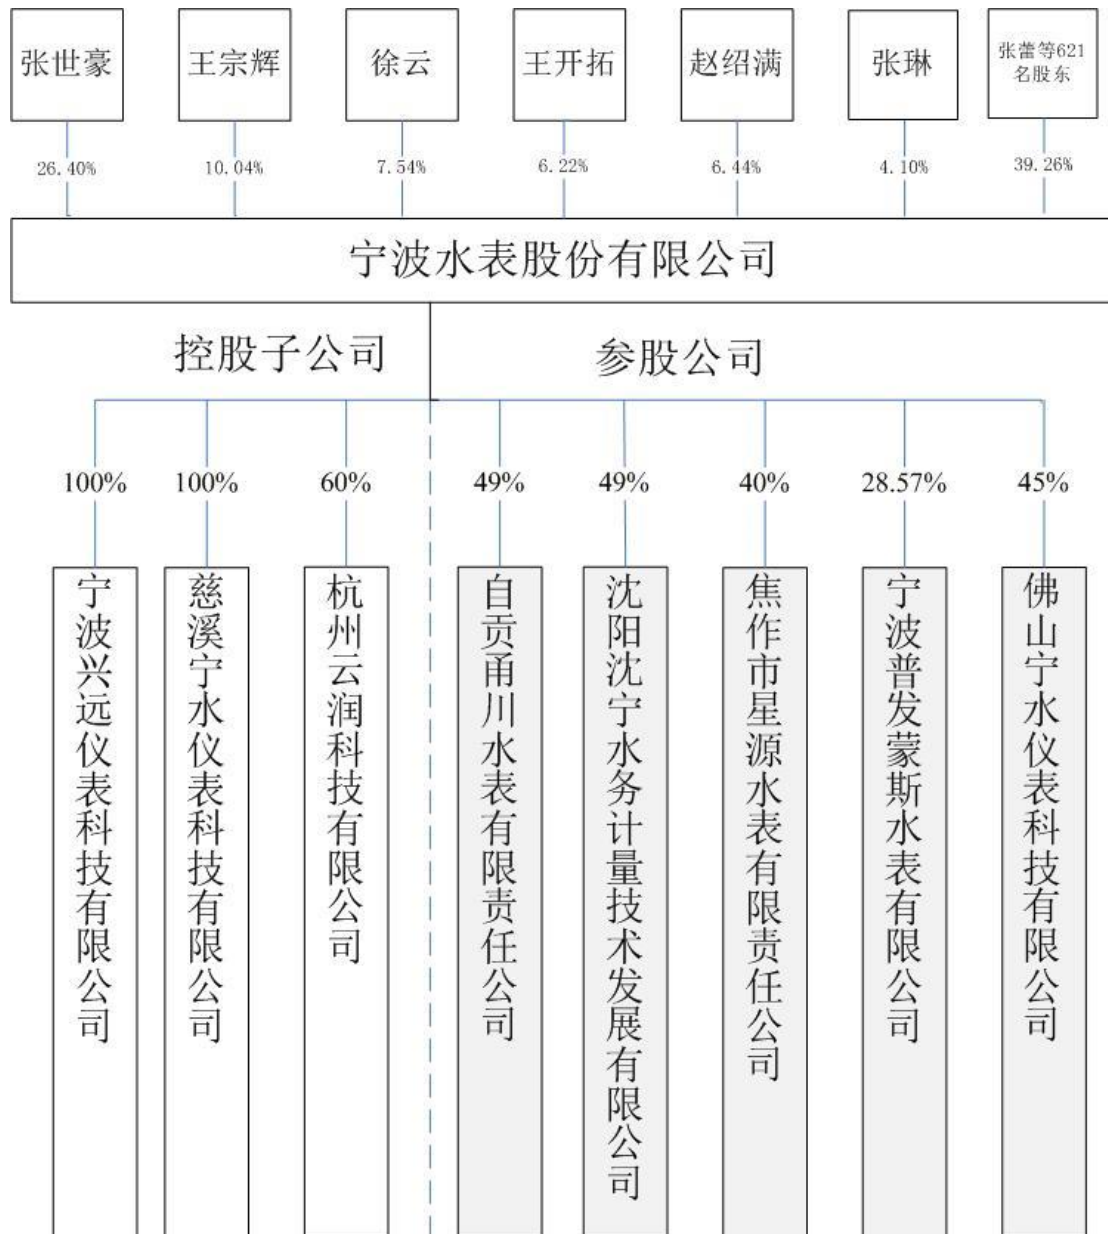 张世豪
王宗辉
徐云
王开拓
赵绍满
张琳
张蕾等621
名股东
26.40%
10.04%
7.54%
6.22%
6.44%
4.10%
39.26%
宁波水表股份有限公司
控股子公司
参股公司
100%
100%
60%
49%
49%
40%
28.57%
45%
宁波兴远仪表科技有限公司
慈溪宁水仪表科技有限公司
杭州云润科技有限公司
自贡甬川水表有限责任公司
沈阳沈宁水务计量技术发展有限公司
焦作市星源水表有限责任公司
宁波普发蒙斯水表有限公司
佛山宁水仪表科技有限公司